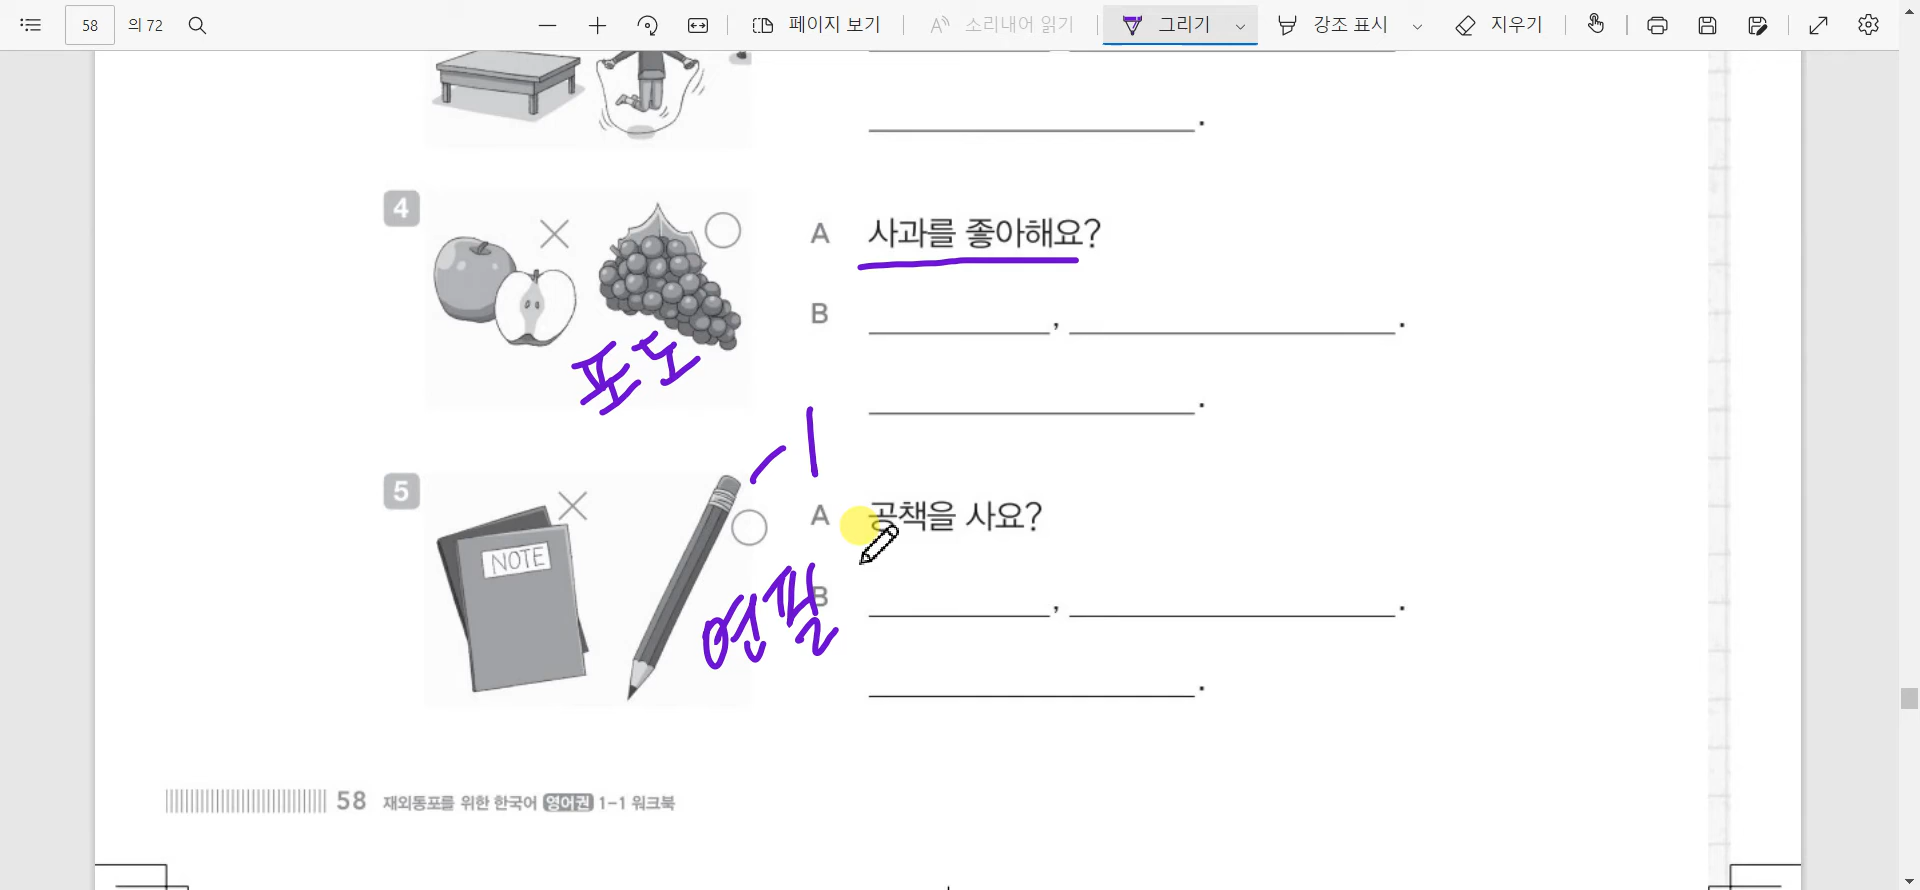 58 의 72 페이지 보기 소리내어 읽기 그리기 강조 표시 지우기
.
4
A 사과를 좋아해요?
B , .
포도
.
5
A 공책을 사요?
NOTE
연필
B , .
.
58 재외동포를 위한 한국어 영어권 1-1 워크북